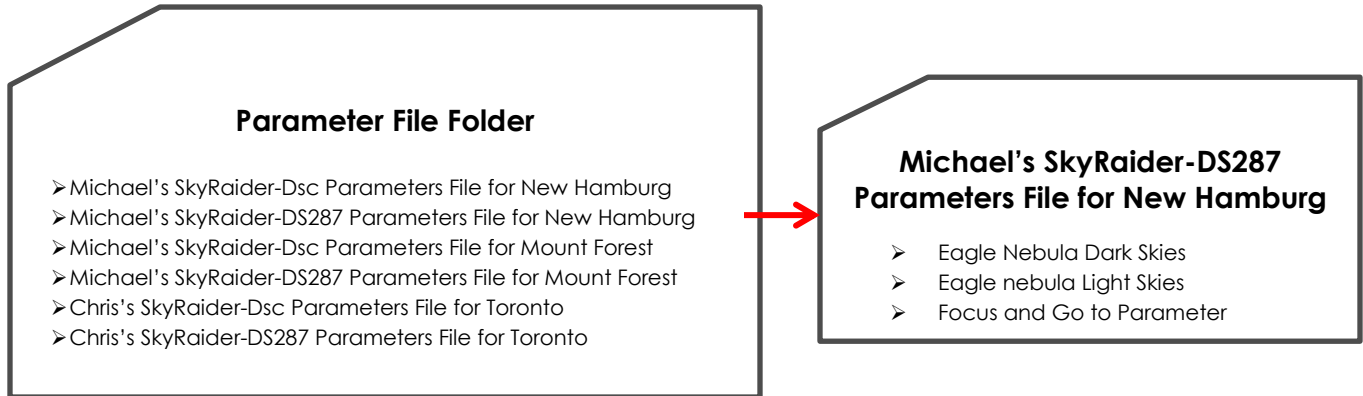 Parameter File Folder
➢Michael's SkyRaider-Dsc Parameters File for New Hamburg
➢Michael's SkyRaider-DS287 Parameters File for New Hamburg
➢Michael's SkyRaider-Dsc Parameters File for Mount Forest
➢Michael's SkyRaider-DS287 Parameters File for Mount Forest
➢Chris's SkyRaider-Dsc Parameters File for Toronto
➢Chris's SkyRaider-DS287 Parameters File for Toronto
Michael's SkyRaider-DS287
Parameters File for New Hamburg
➢ Eagle Nebula Dark Skies
➢ Eagle nebula Light Skies
➢ Focus and Go to Parameter